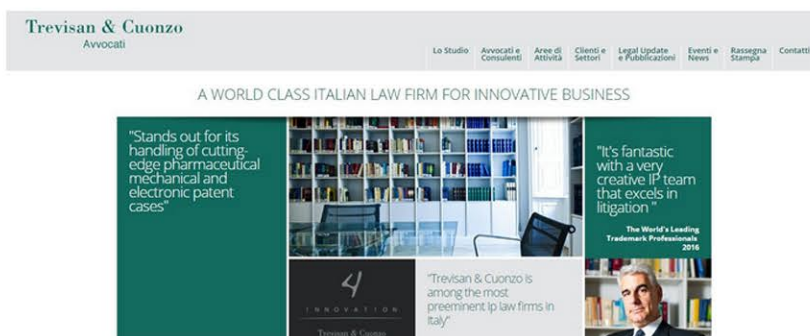 Trevisan & Cuonzo
Avvocati
Lo Studio
Avvocati e
Consulenti
Aree di
Attività
Clienti e
Settori
Legal Update
e Pubblicazioni
Eventi e
News
Rassegna
Stampa
Contatti
A WORLD CLASS ITALIAN LAW FIRM FOR INNOVATIVE BUSINESS
"Stands out for its
handling of cutting-
edge pharmaceutical
mechanical and
electronic patent
cases"
"It's fantastic
with a very
creative IP team
that excels in
litigation "
The World's Leading
Trademark Professionals
2016
4
INNOVATION
Trevisan & Cuonzo
"Trevisan & Cuonzo is
among the most
preeminent Ip law firms in
Italy"